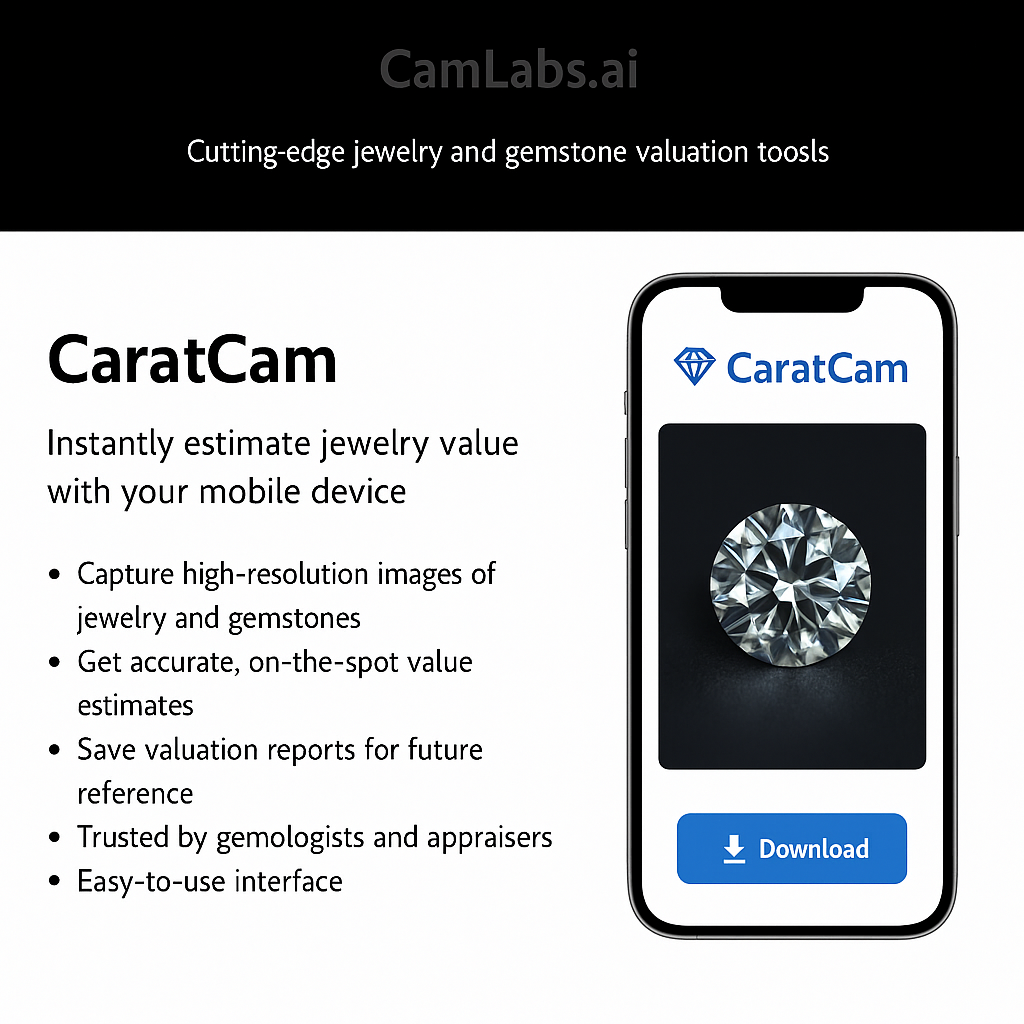 CamLabs.ai
Cutting-edge jewelry and gemstone valuation toosls
CaratCam
Instantly estimate jewelry value
with your mobile device
• Capture high-resolution images of
jewelry and gemstones
• Get accurate, on-the-spot value
estimates
• Save valuation reports for future
reference
• Trusted by gemologists and appraisers
• Easy-to-use interface
CaratCam
Download